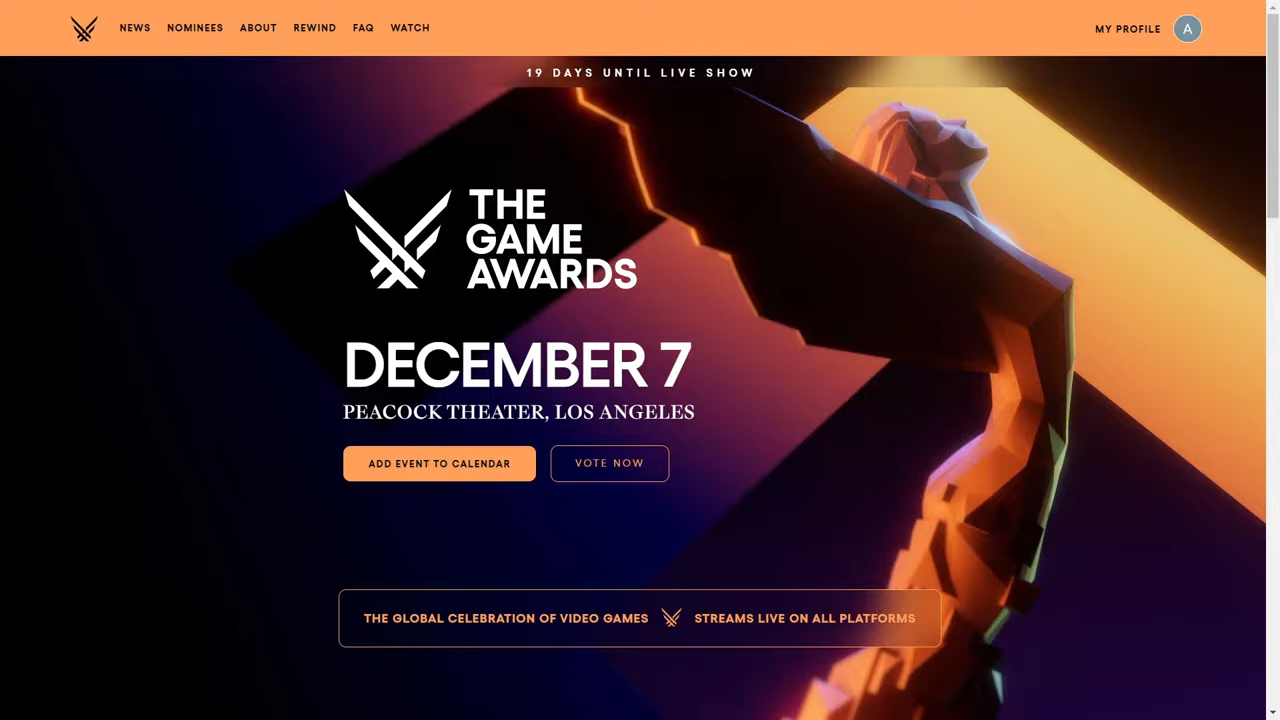 NEWS NOMINEES ABOUT REWIND FAQ WATCH MY PROFILE A
19 DAYS UNTIL LIVE SHOW
THE
GAME
AWARDS
DECEMBER 7
PEACOCK THEATER, LOS ANGELES
ADD EVENT TO CALENDAR VOTE NOW
THE GLOBAL CELEBRATION OF VIDEO GAMES STREAMS LIVE ON ALL PLATFORMS